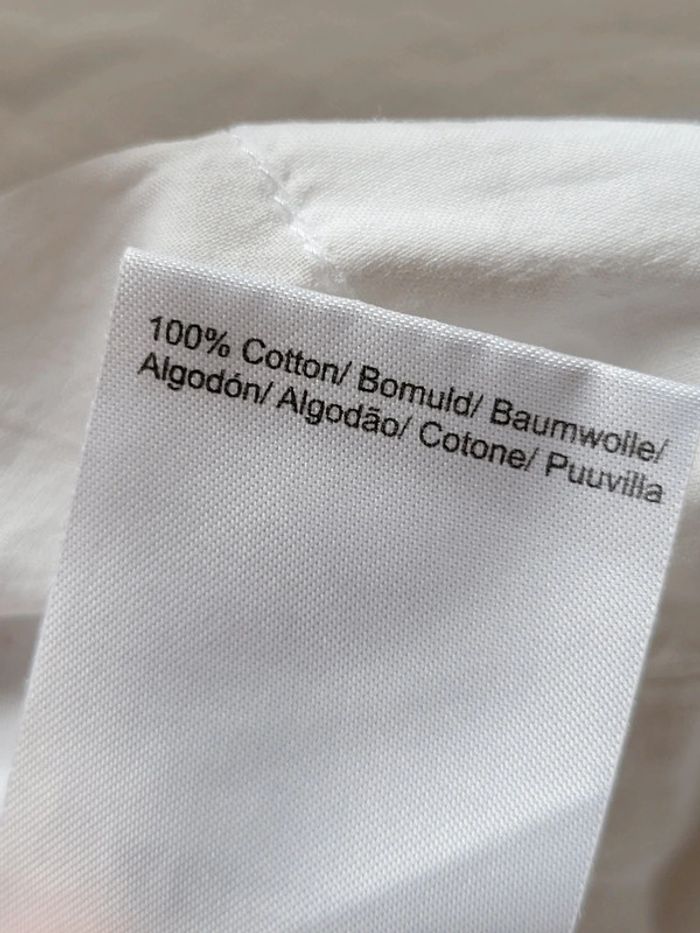 100% Cotton/ Bomuld/ Baumwolle/
Algodón/ Algodão/ Cotone/ Puuvilla